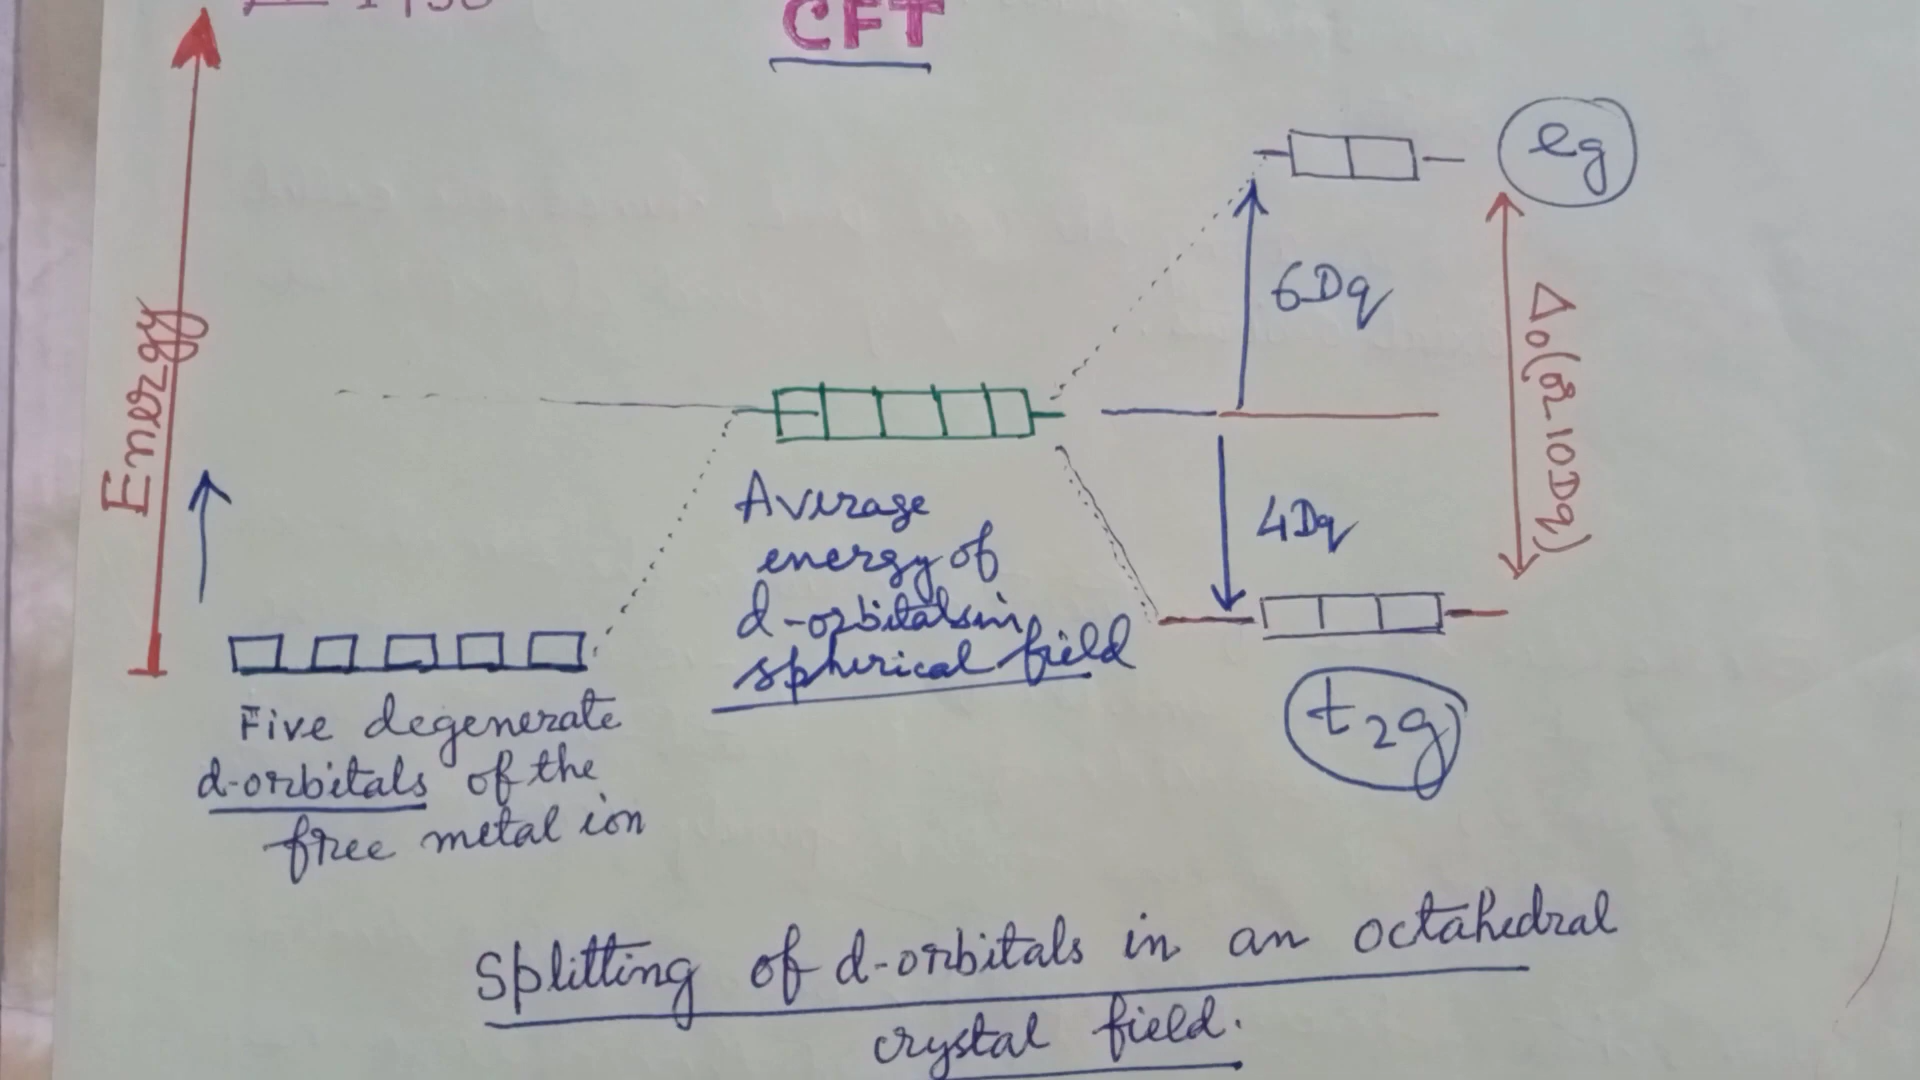 CFT
Energy
eg
6Dq
Δo (or 10Dq)
4Dq
t2g
Average
energy of
d-orbitals in
spherical field
Five degenerate
d-orbitals of the
free metal ion
Splitting of d-orbitals in an octahedral
crystal field.